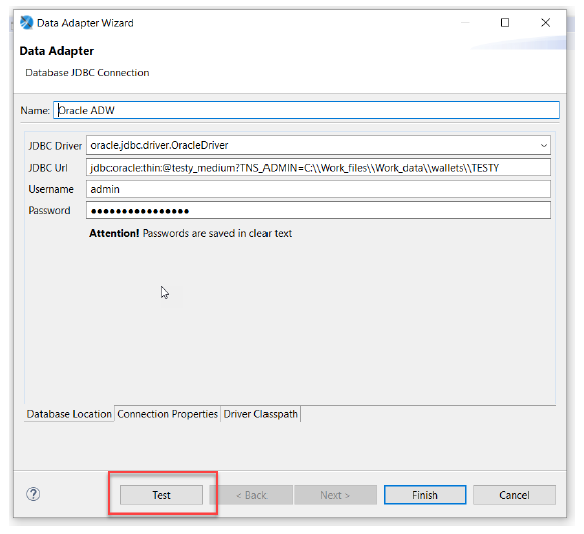 Data Adapter Wizard
Data Adapter
Database JDBC Connection
Name: Oracle ADW
JDBC Driver oracle.jdbc.driver.OracleDriver
JDBC Url jdbc:oracle:thin:@testy_medium?TNS_ADMIN=C:\\Work_files\\Work_data\\wallets\\TESTY
Username admin
Password ●●●●●●●●●●●●●●●●
Attention! Passwords are saved in clear text
Database Location Connection Properties Driver Classpath
Test < Back Next > Finish Cancel